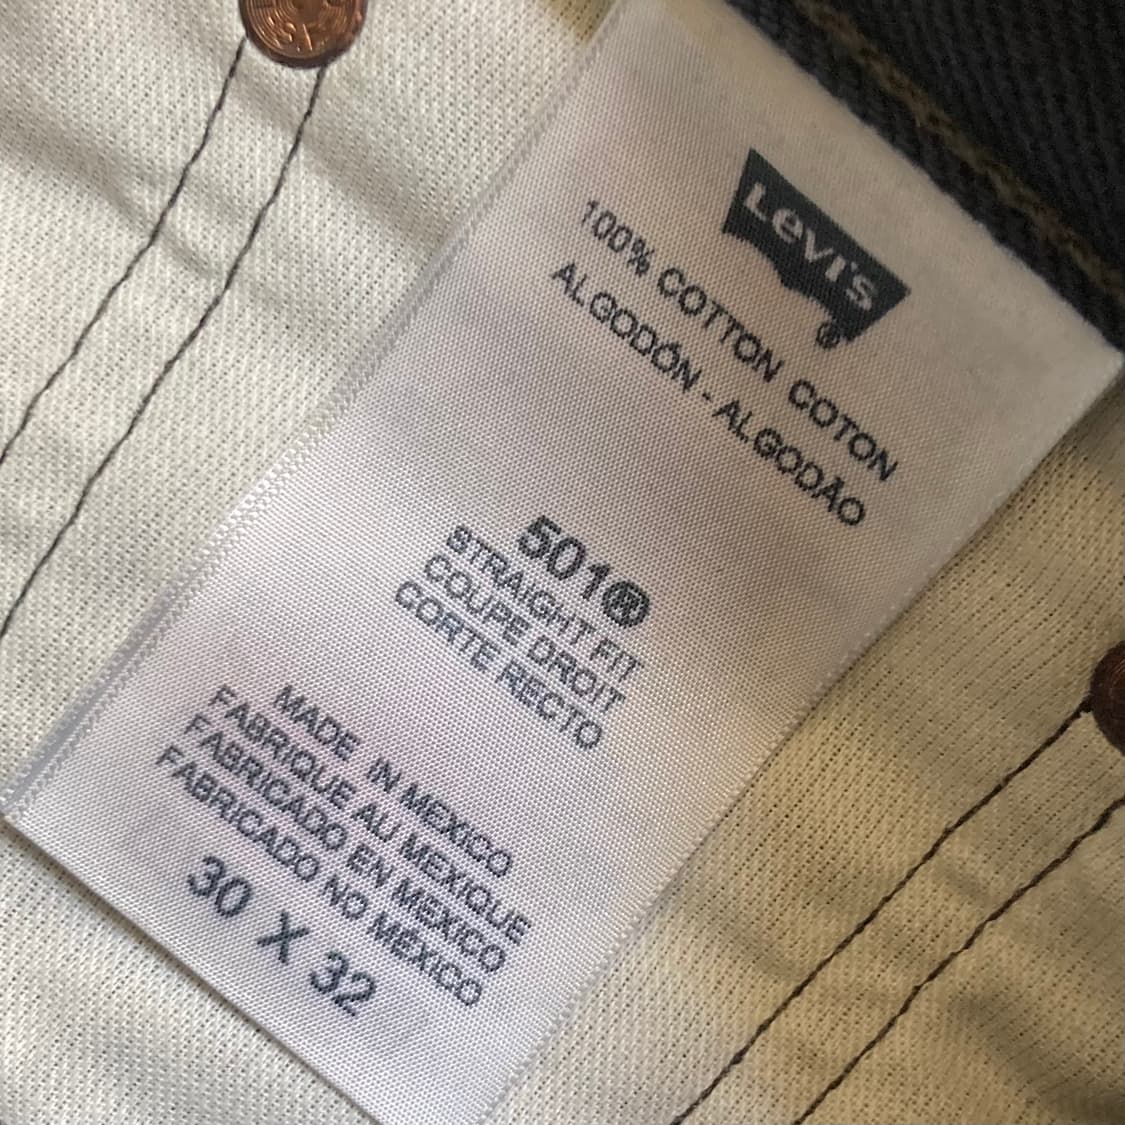 Levi's®
100% COTTON COTON
ALGODÓN - ALGODÃO
501®
STRAIGHT FIT
COUPE DROIT
CORTE RECTO
MADE IN MEXICO
FABRIQUE AU MEXIQUE
FABRICADO EN MEXICO
FABRICADO NO MÉXICO
30 X 32